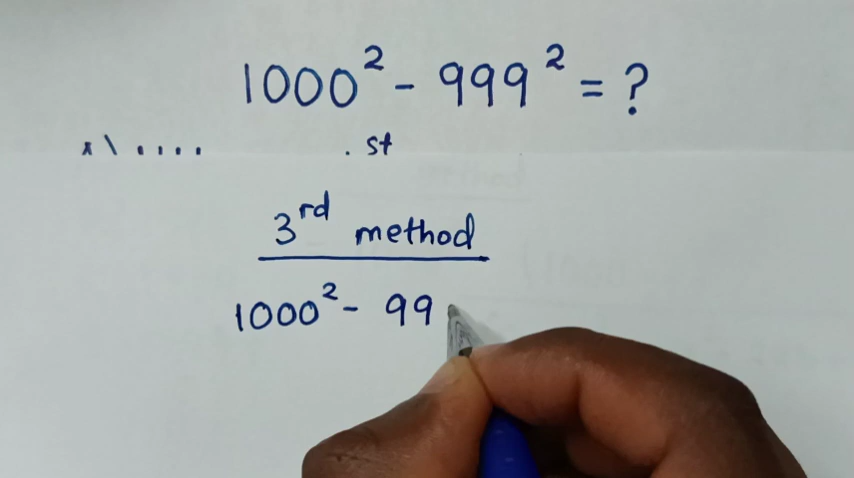 1000² - 999² = ?
st
3rd method
1000² - 99